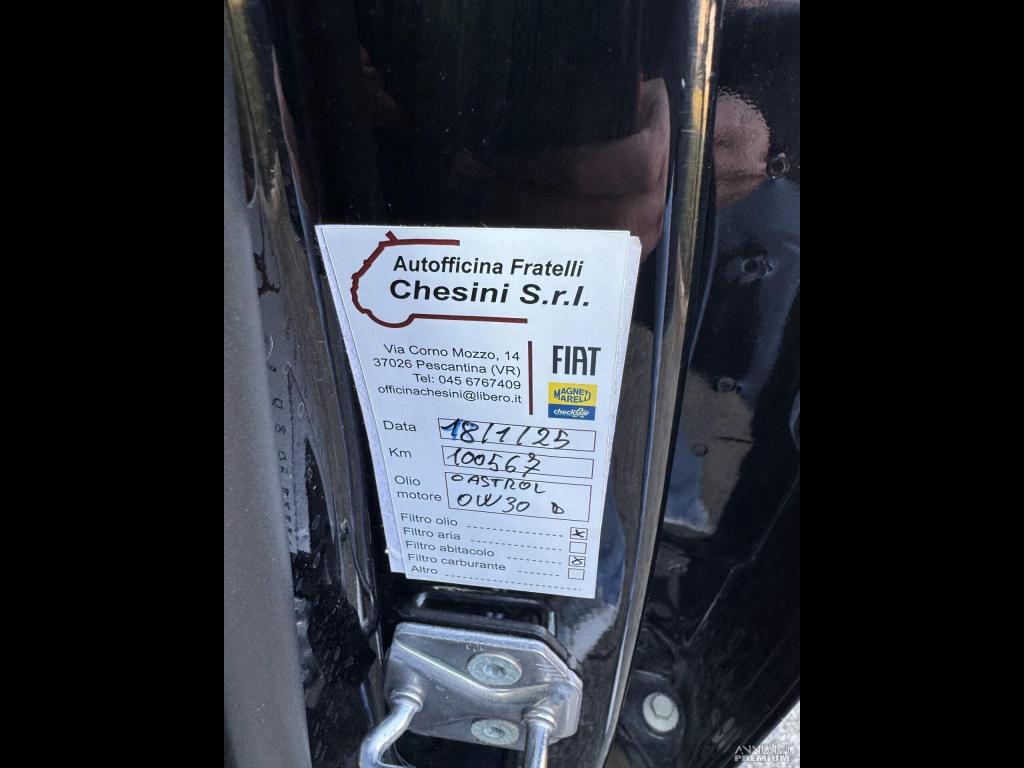 Autofficina Fratelli
Chesini S.r.l.
Via Corno Mozzo, 14
37026 Pescantina (VR)
Tel: 045 6767409
officinachesini@libero.it
FIAT
MAGNETI
MARELLI
checkstar
Data 18/1/25
Km 100567
Olio motore CASTROL
0W30
Filtro olio
Filtro aria
Filtro abitacolo
Filtro carburante
Altro
ANNUNCI
PREMIUM